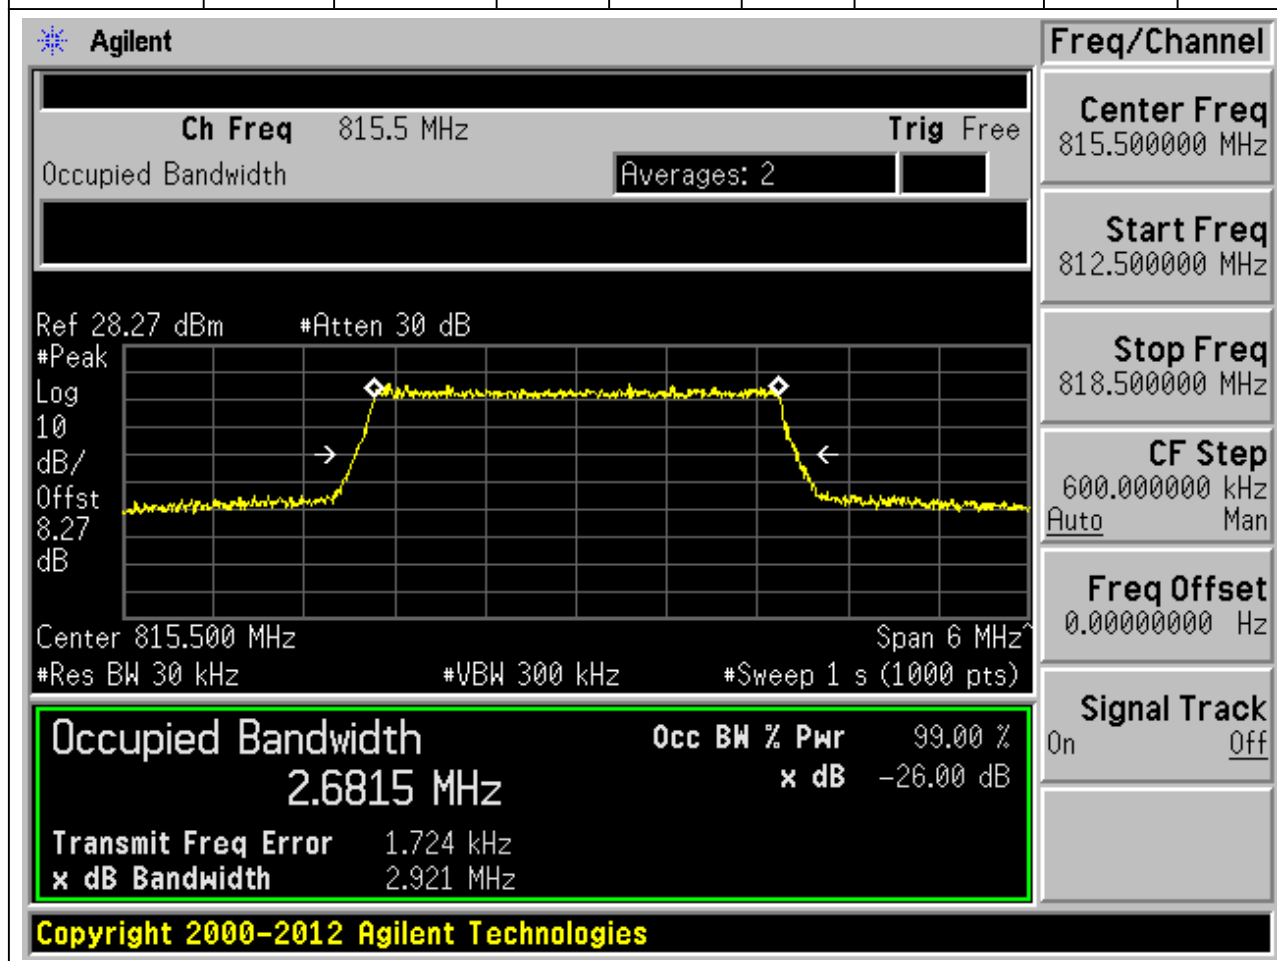 Agilent
Freq/Channel
Ch Freq 815.5 MHz Trig Free
Occupied Bandwidth Averages: 2
Center Freq
815.500000 MHz
Start Freq
812.500000 MHz
Stop Freq
818.500000 MHz
CF Step
600.000000 kHz
Auto Man
Freq Offset
0.00000000 Hz
Signal Track
On Off
Ref 28.27 dBm #Atten 30 dB
#Peak
Log
10
dB/
Offst
8.27
dB
Center 815.500 MHz Span 6 MHz^
#Res BW 30 kHz #VBW 300 kHz #Sweep 1 s (1000 pts)
Occupied Bandwidth Occ BW % Pwr 99.00 %
2.6815 MHz x dB -26.00 dB
Transmit Freq Error 1.724 kHz
x dB Bandwidth 2.921 MHz
Copyright 2000-2012 Agilent Technologies